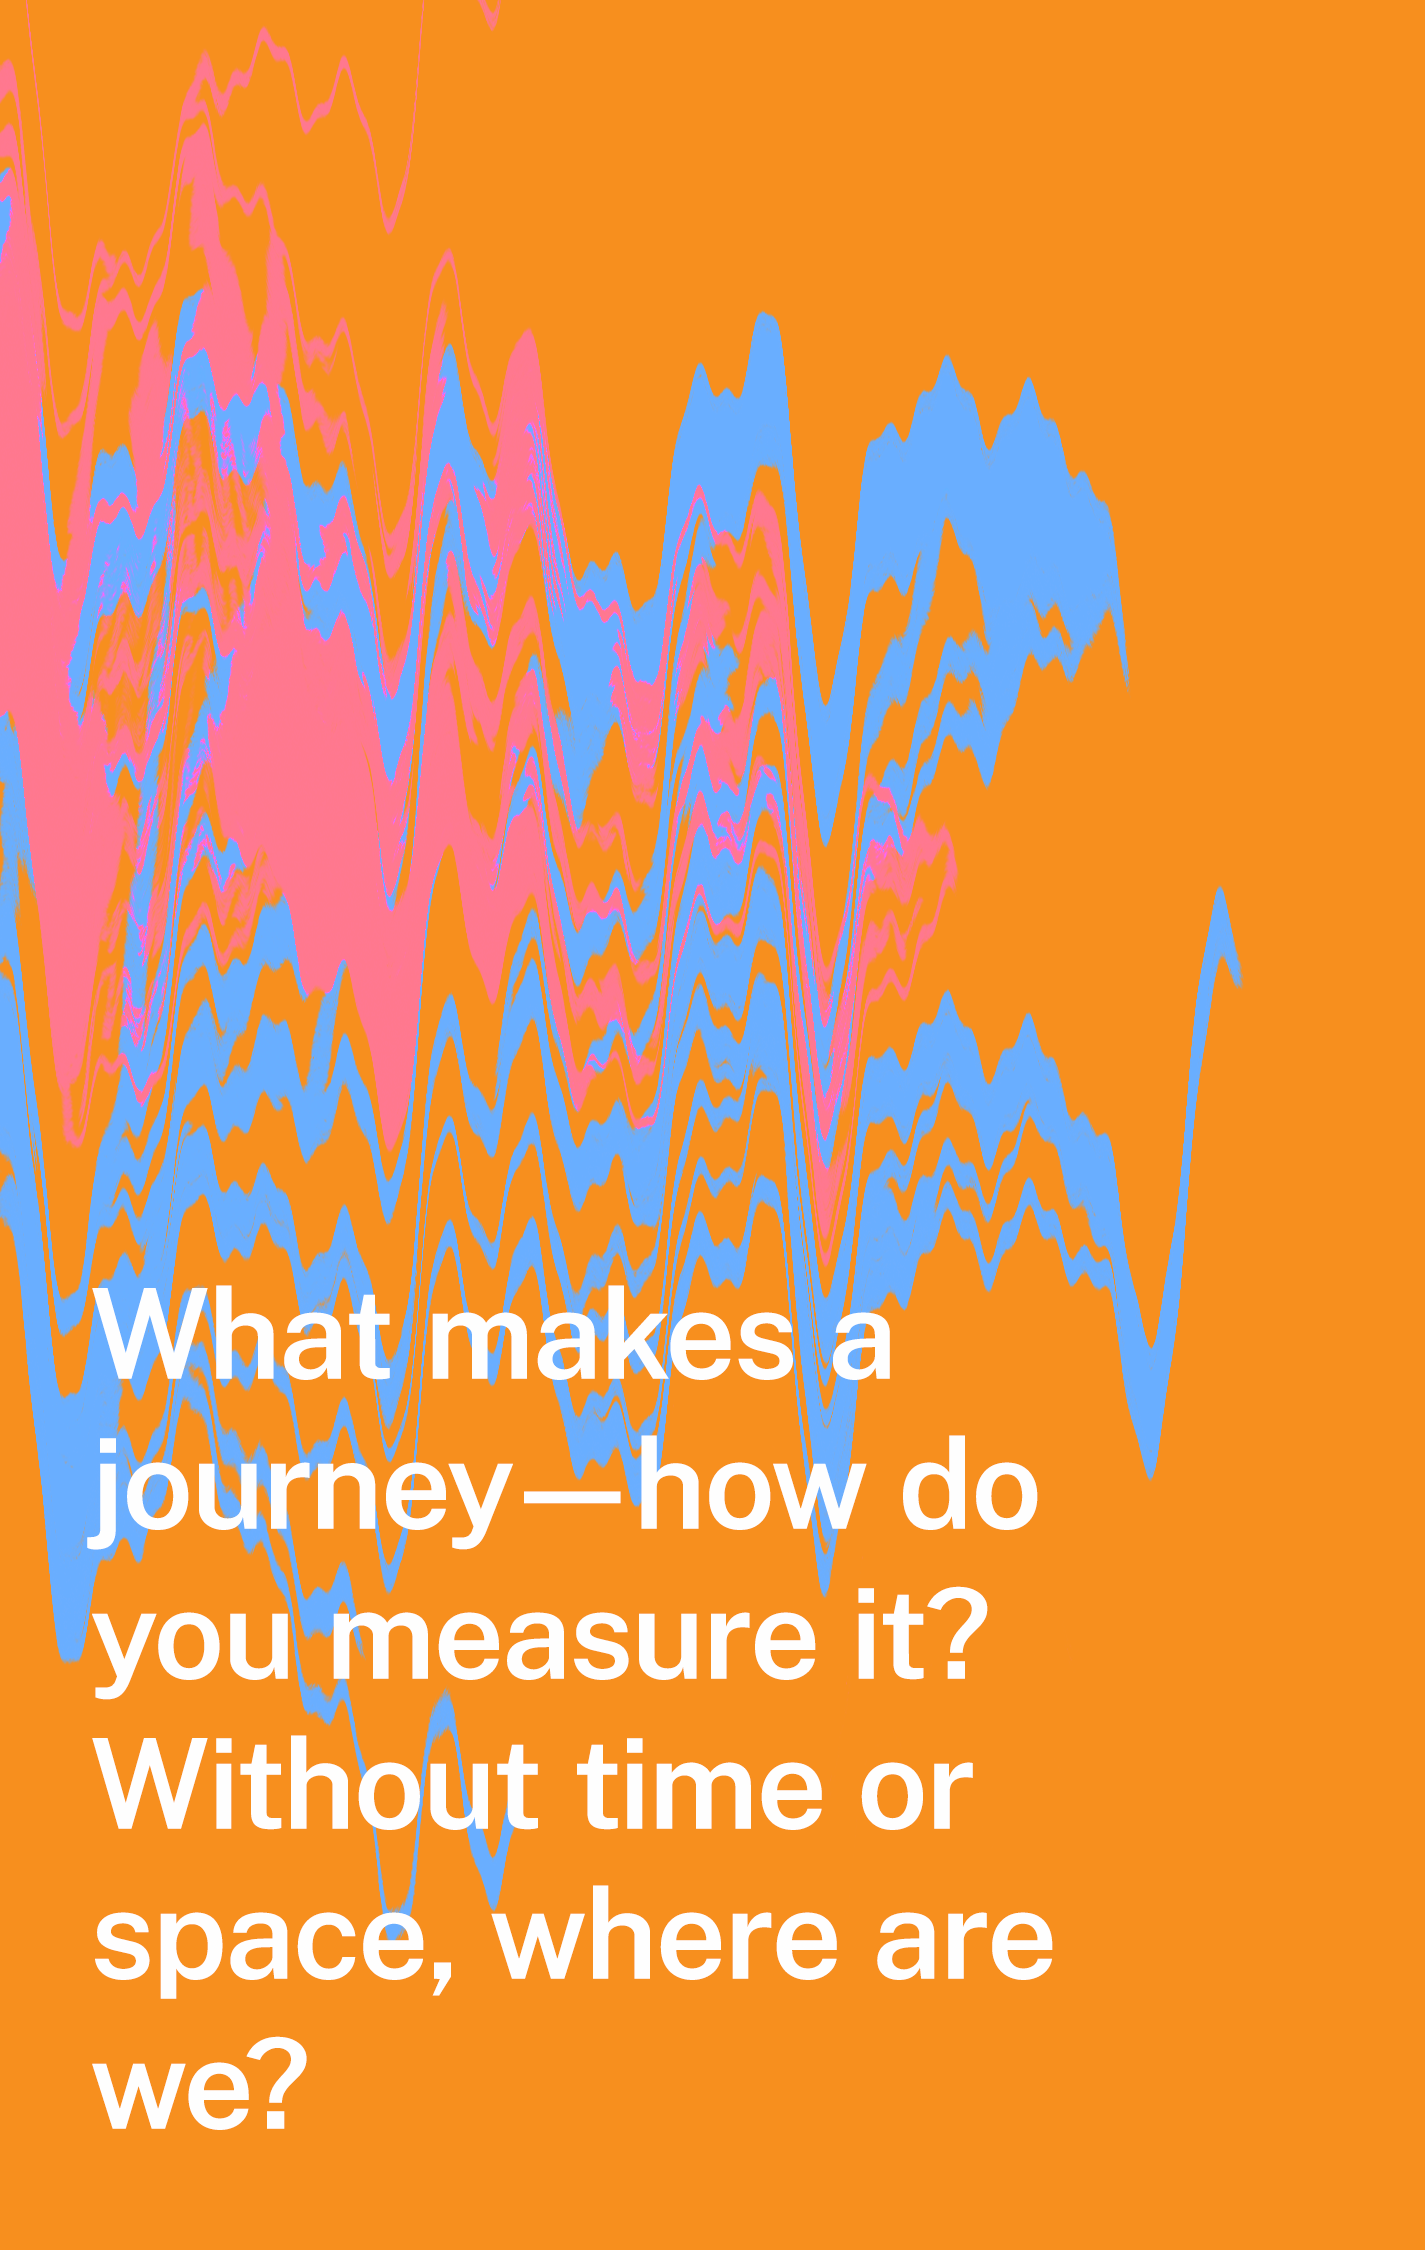 What makes a
journey—how do
you measure it?
Without time or
space, where are
we?